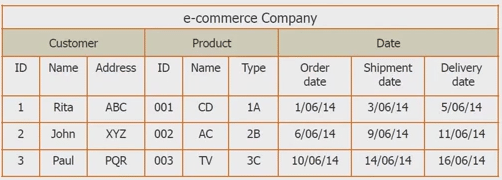 e-commerce Company
Customer Product Date
ID Name Address ID Name Type Order date Shipment date Delivery date
1 Rita ABC 001 CD 1A 1/06/14 3/06/14 5/06/14
2 John XYZ 002 AC 2B 6/06/14 9/06/14 11/06/14
3 Paul PQR 003 TV 3C 10/06/14 14/06/14 16/06/14